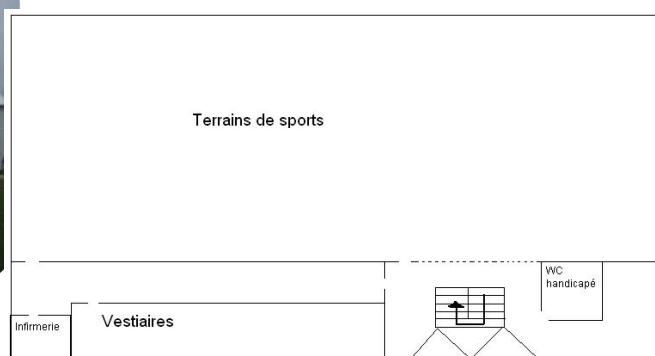 Terrains de sports
WC
handicapé
Infirmerie
Vestiaires